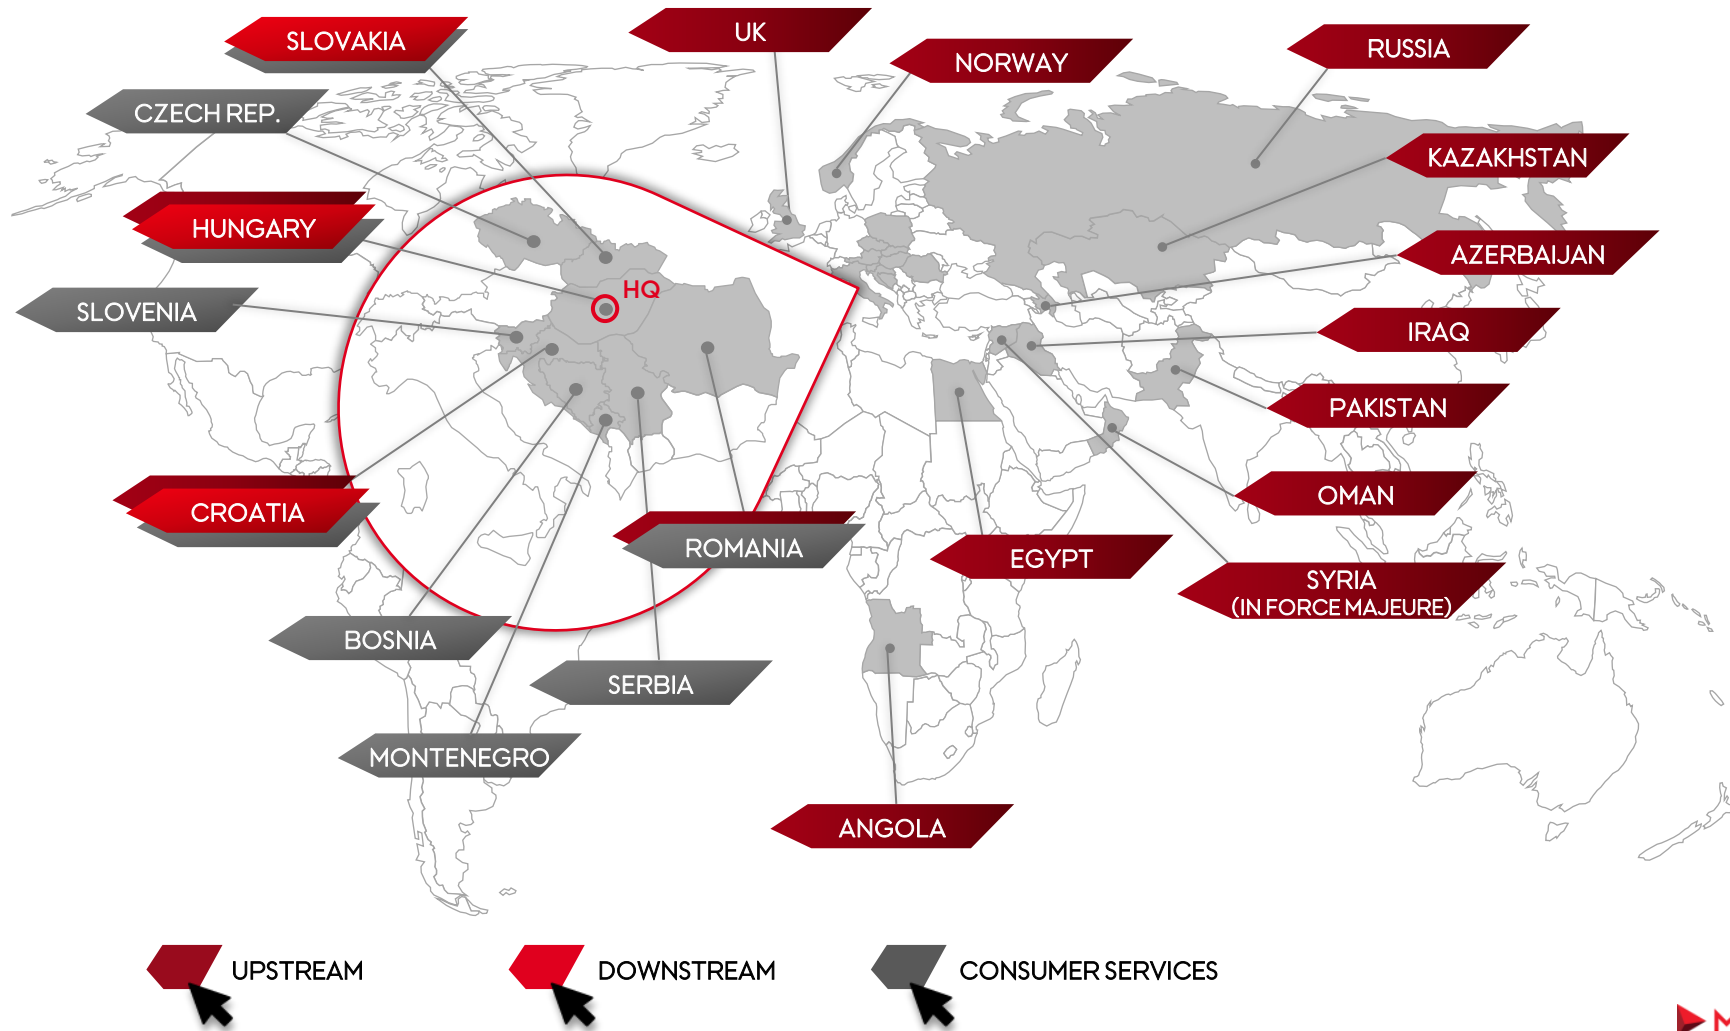 SLOVAKIA
UK
NORWAY
RUSSIA
CZECH REP.
KAZAKHSTAN
HUNGARY
AZERBAIJAN
HQ
SLOVENIA
IRAQ
PAKISTAN
OMAN
CROATIA
ROMANIA
EGYPT
SYRIA
(IN FORCE MAJEURE)
BOSNIA
SERBIA
MONTENEGRO
ANGOLA
UPSTREAM
DOWNSTREAM
CONSUMER SERVICES